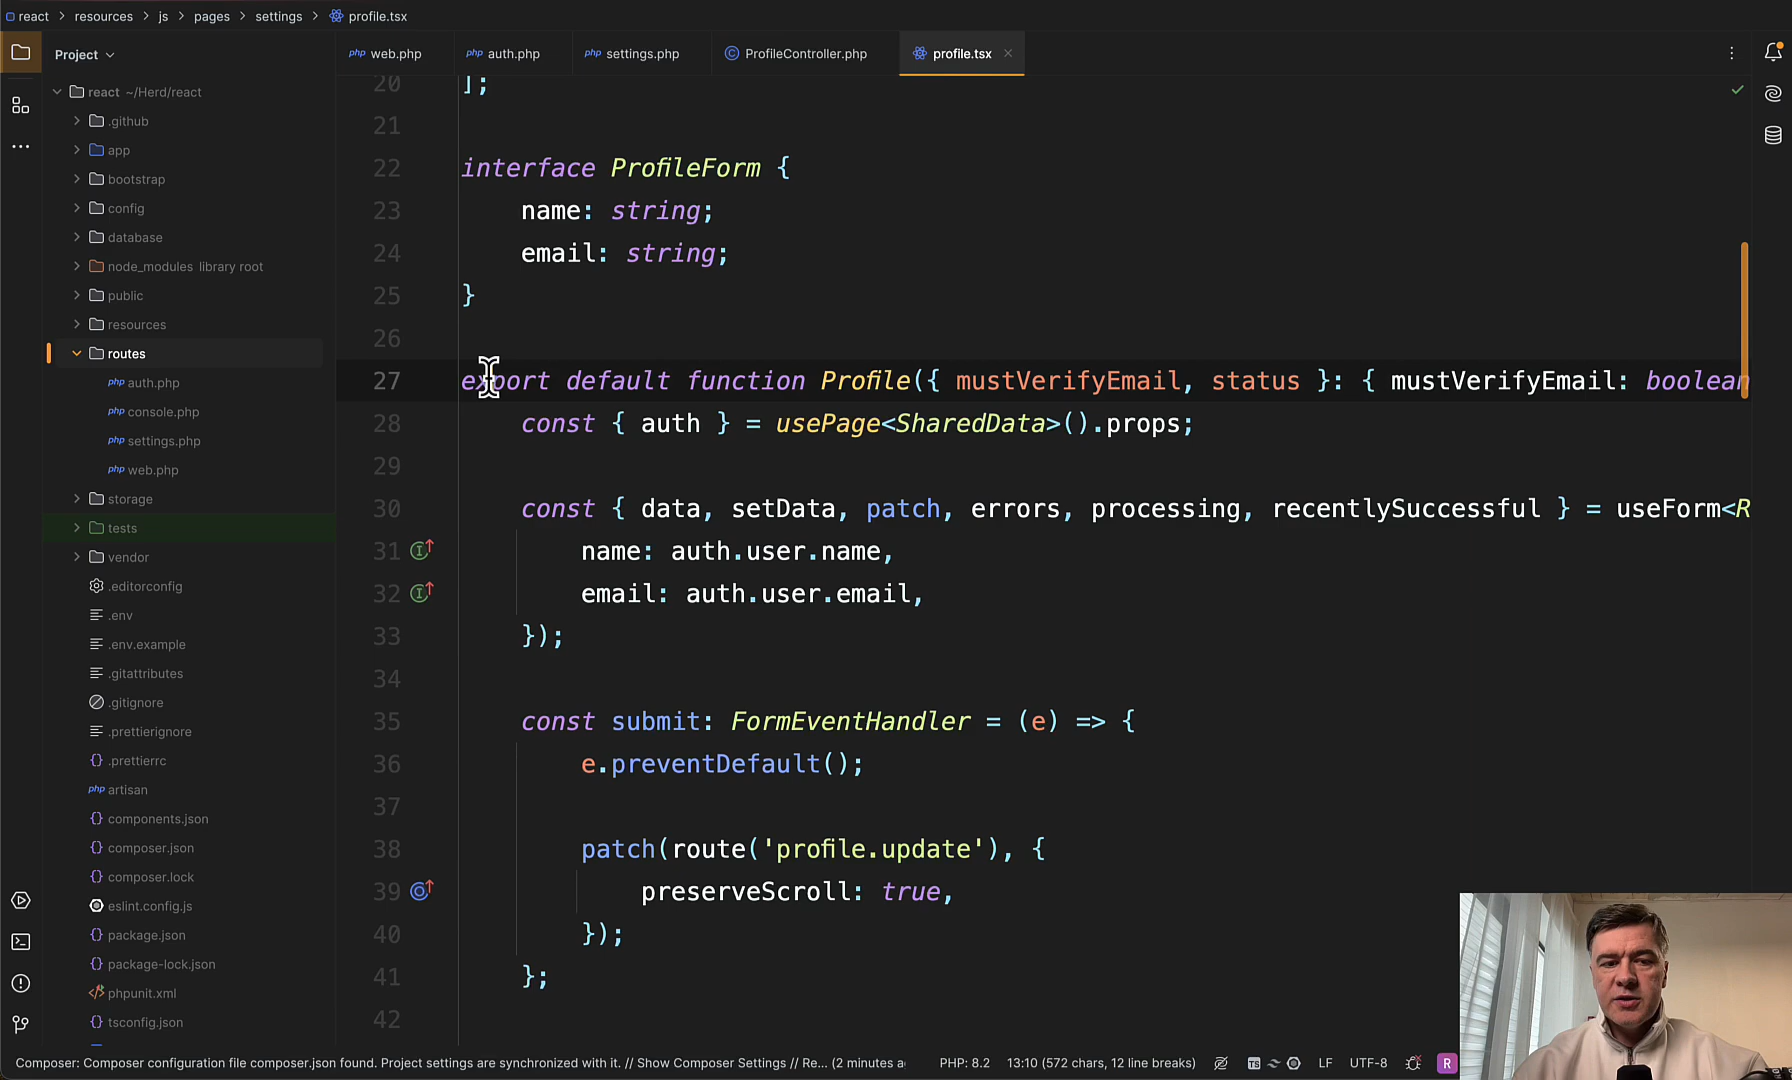 react > resources > js > pages > settings > profile.tsx
Project
php web.php
php auth.php
php settings.php
ProfileController.php
profile.tsx
react ~/Herd/react
.github
app
bootstrap
config
database
node_modules library root
public
resources
routes
php auth.php
php console.php
php settings.php
php web.php
storage
tests
vendor
.editorconfig
.env
.env.example
.gitattributes
.gitignore
.prettierignore
.prettierrc
php artisan
components.json
composer.json
composer.lock
eslint.config.js
package.json
package-lock.json
phpunit.xml
tsconfig.json
20 ];
21
22 interface ProfileForm {
23 name: string;
24 email: string;
25 }
26
27 export default function Profile({ mustVerifyEmail, status }: { mustVerifyEmail: boolean
28 const { auth } = usePage<SharedData>().props;
29
30 const { data, setData, patch, errors, processing, recentlySuccessful } = useForm<R
31 name: auth.user.name,
32 email: auth.user.email,
33 });
34
35 const submit: FormEventHandler = (e) => {
36 e.preventDefault();
37
38 patch(route('profile.update'), {
39 preserveScroll: true,
40 });
41 };
42
Composer: Composer configuration file composer.json found. Project settings are synchronized with it. // Show Composer Settings // Re... (2 minutes ag
PHP: 8.2
13:10 (572 chars, 12 line breaks)
TS
LF
UTF-8
R